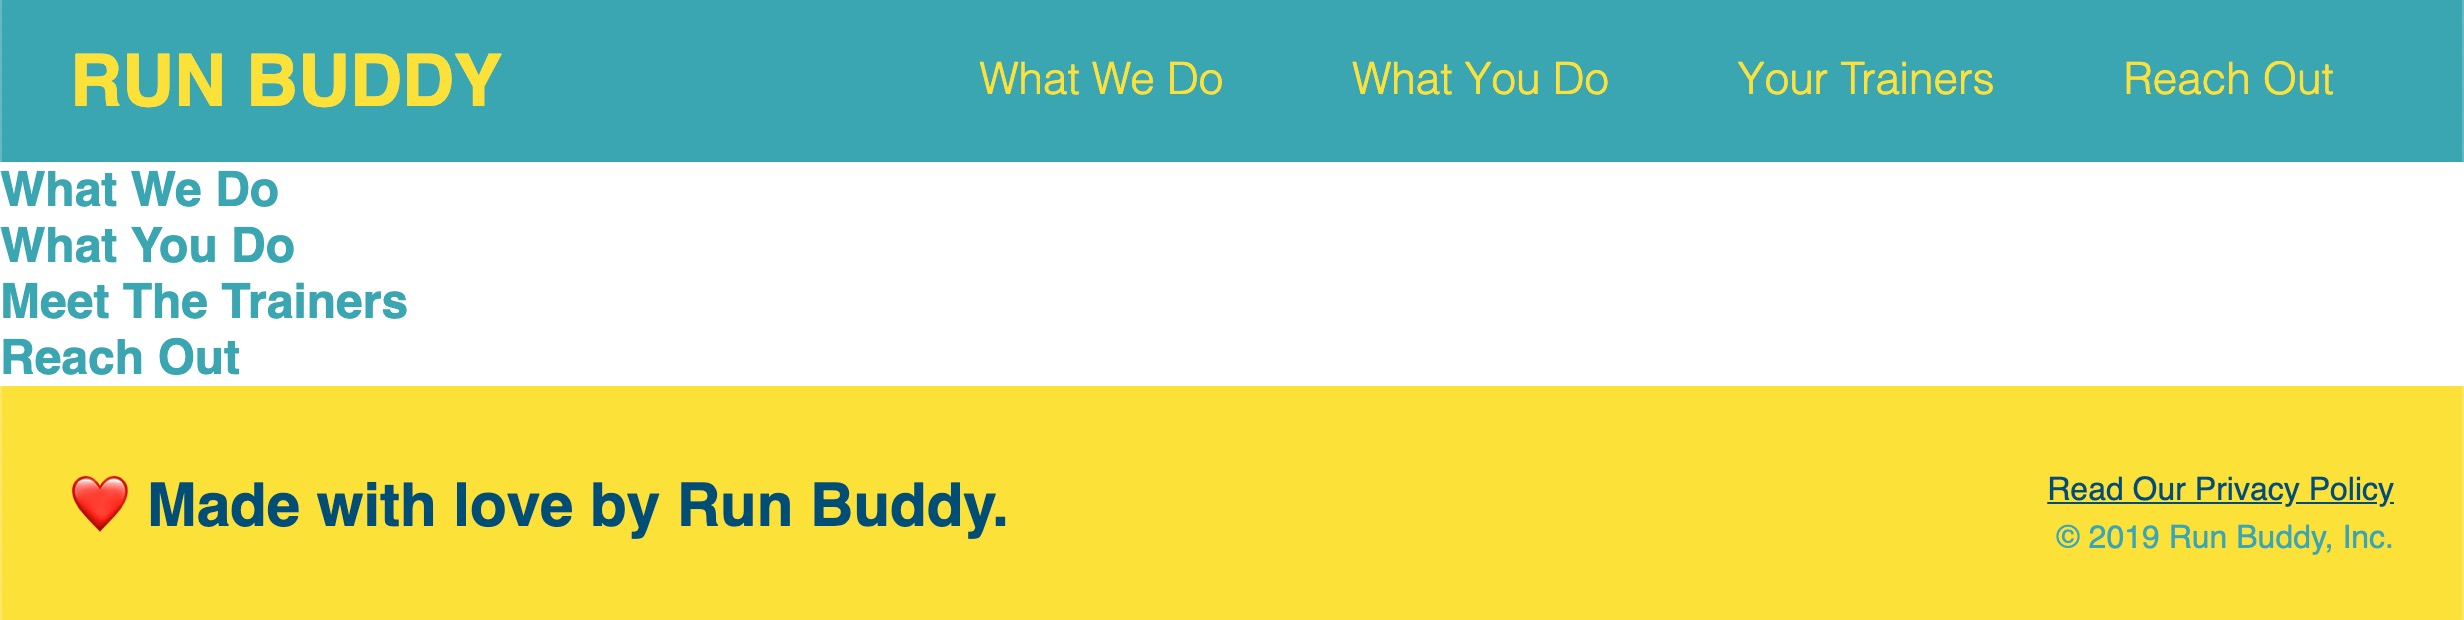 RUN BUDDY What We Do What You Do Your Trainers Reach Out
What We Do
What You Do
Meet The Trainers
Reach Out
❤️ Made with love by Run Buddy.
Read Our Privacy Policy
© 2019 Run Buddy, Inc.